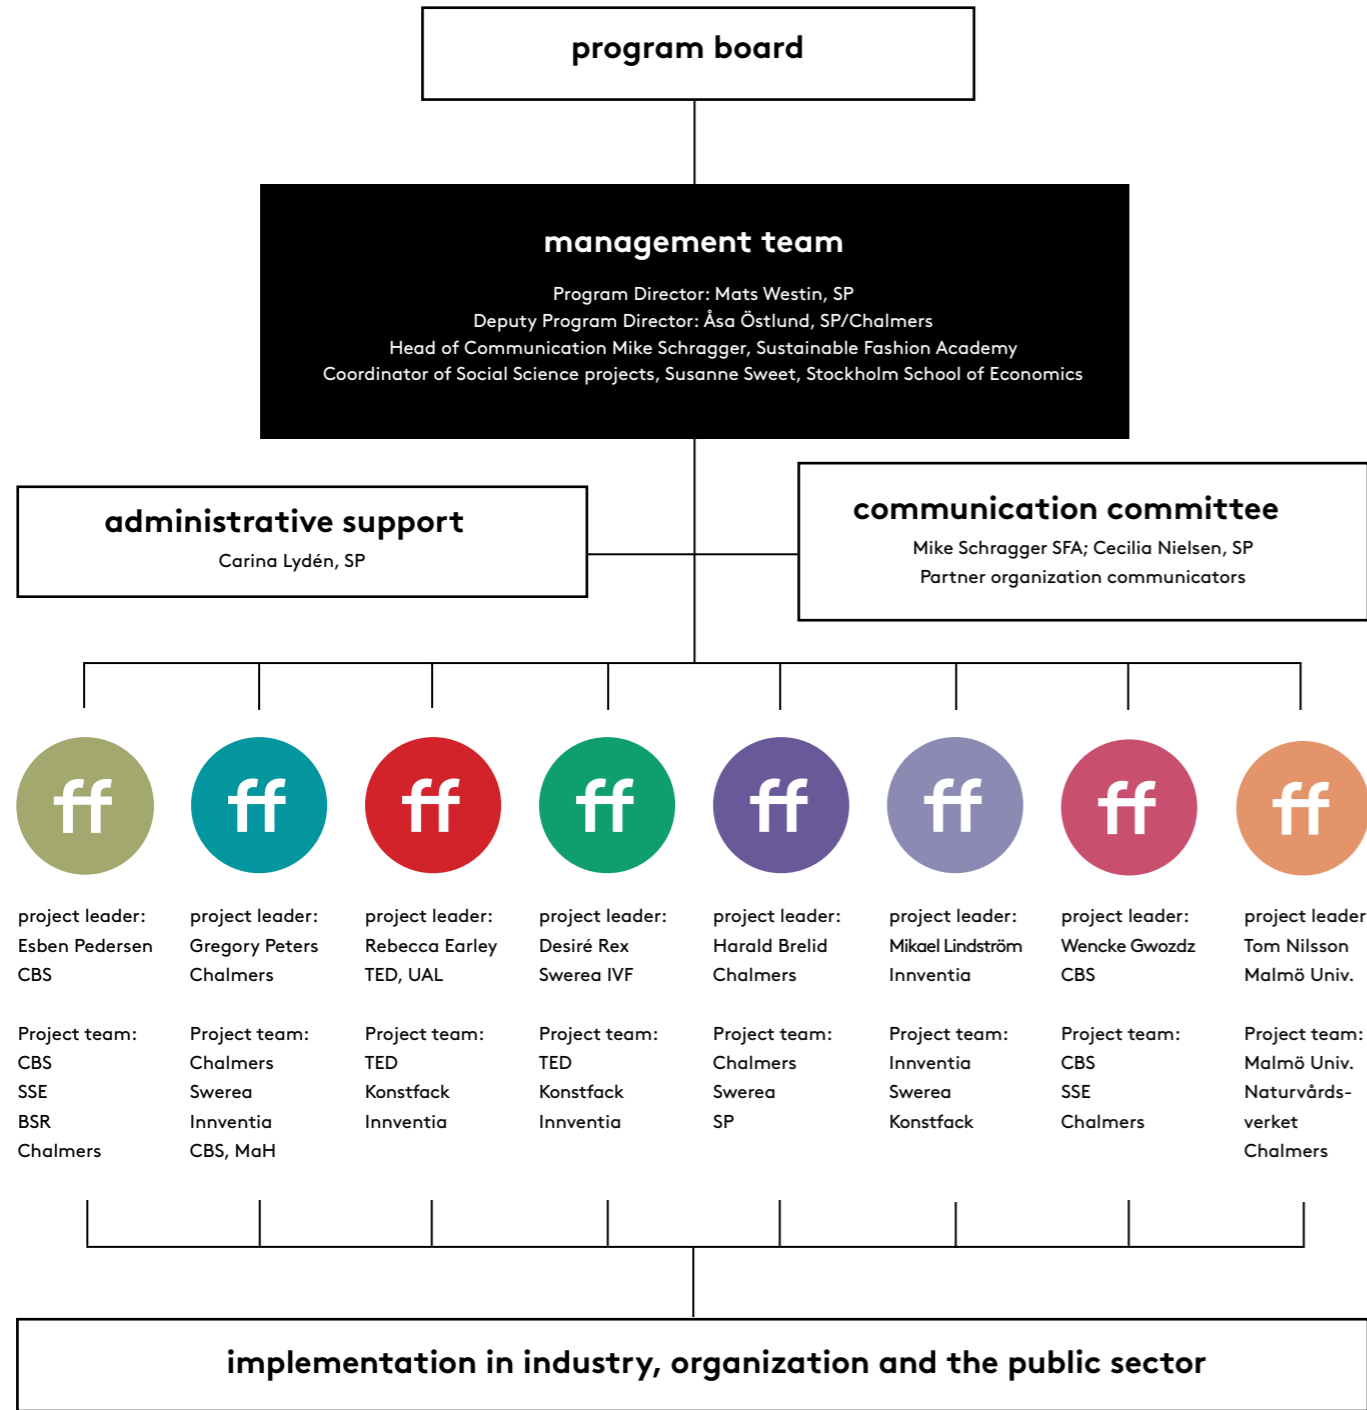 program board
management team
Program Director: Mats Westin, SP
Deputy Program Director: Åsa Östlund, SP/Chalmers
Head of Communication Mike Schragger, Sustainable Fashion Academy
Coordinator of Social Science projects, Susanne Sweet, Stockholm School of Economics
administrative support
Carina Lydén, SP
communication committee
Mike Schragger SFA; Cecilia Nielsen, SP
Partner organization communicators
ff
project leader:
Esben Pedersen
CBS
Project team:
CBS
SSE
BSR
Chalmers
ff
project leader:
Gregory Peters
Chalmers
Project team:
Chalmers
Swerea
Innventia
CBS, MaH
ff
project leader:
Rebecca Earley
TED, UAL
Project team:
TED
Konstfack
Innventia
ff
project leader:
Desiré Rex
Swerea IVF
Project team:
TED
Konstfack
Innventia
ff
project leader:
Harald Brelid
Chalmers
Project team:
Chalmers
Swerea
SP
ff
project leader:
Mikael Lindström
Innventia
Project team:
Innventia
Swerea
Konstfack
ff
project leader:
Wencke Gwozdz
CBS
Project team:
CBS
SSE
Chalmers
ff
project leader
Tom Nilsson
Malmö Univ.
Project team:
Malmö Univ.
Naturvårds-
verket
Chalmers
implementation in industry, organization and the public sector